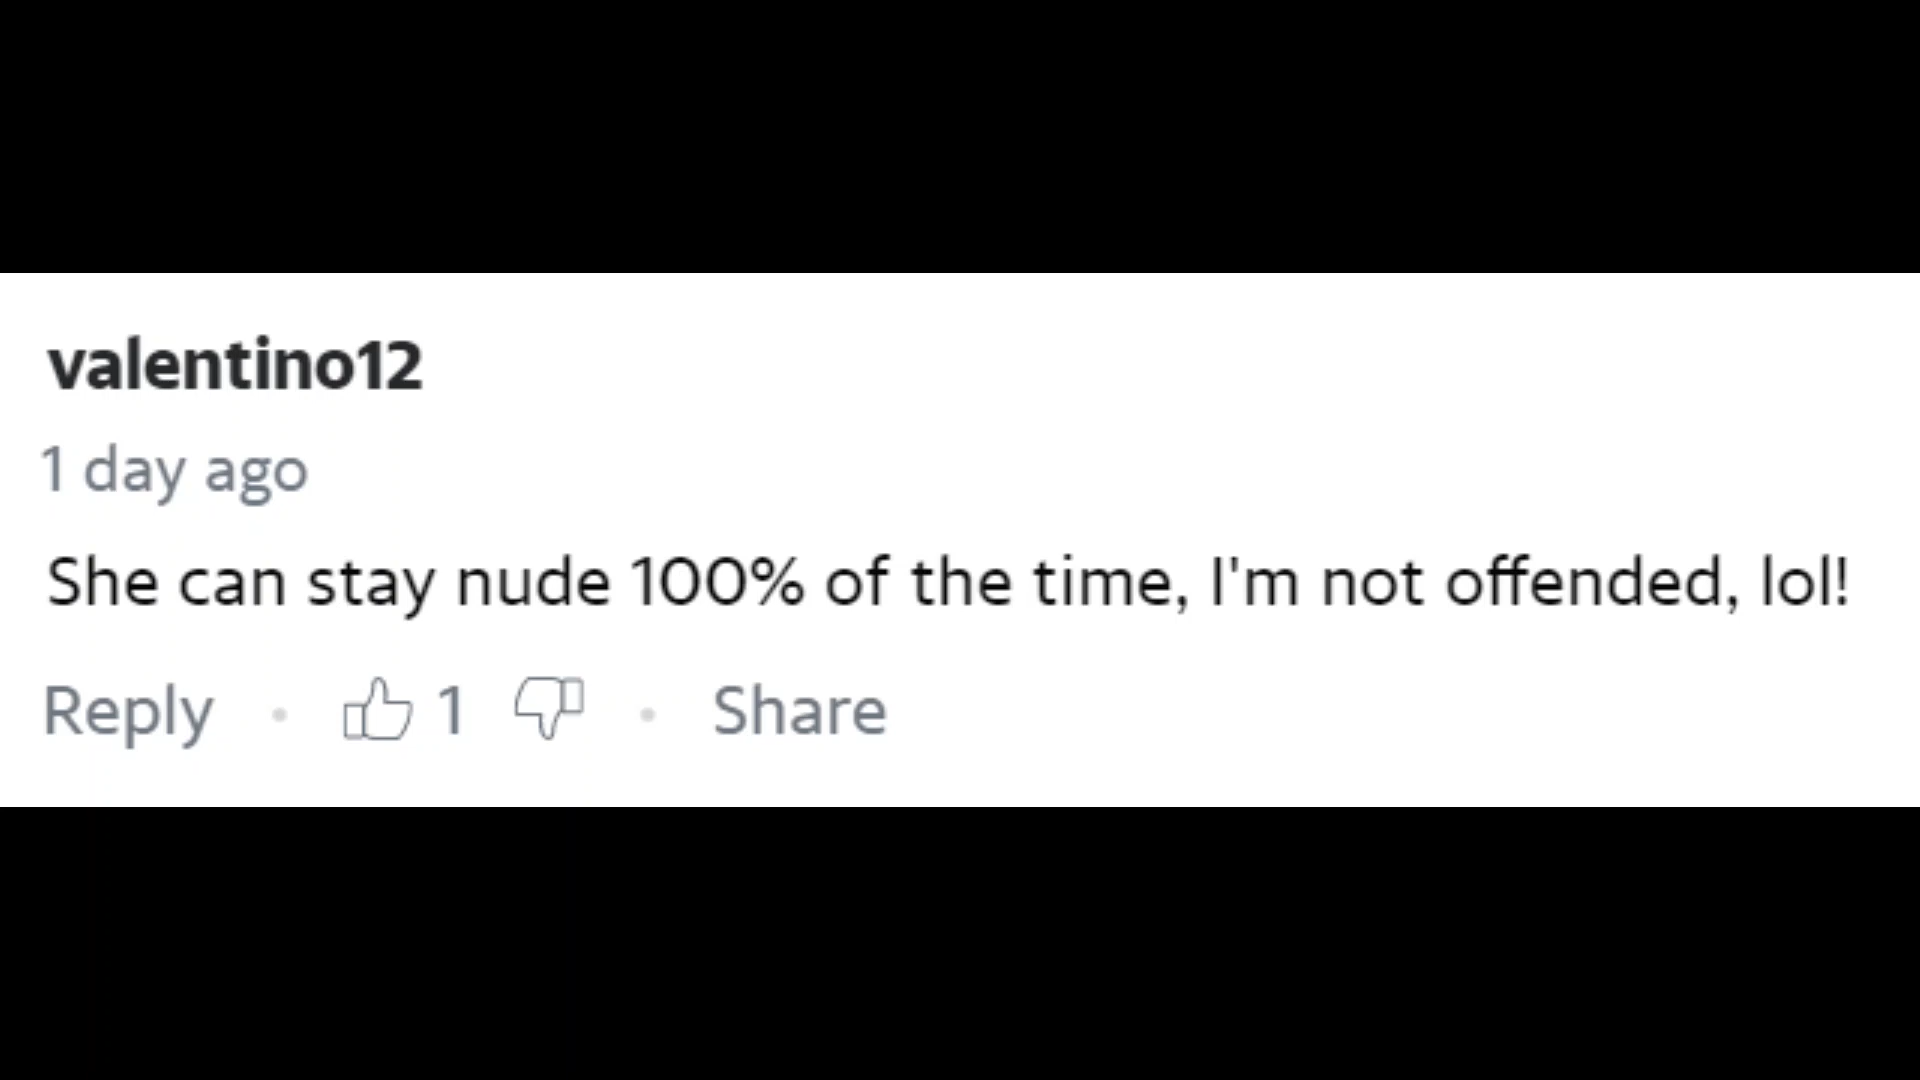 valentino12
1 day ago
She can stay nude 100% of the time, I'm not offended, lol!
Reply · 1 · Share